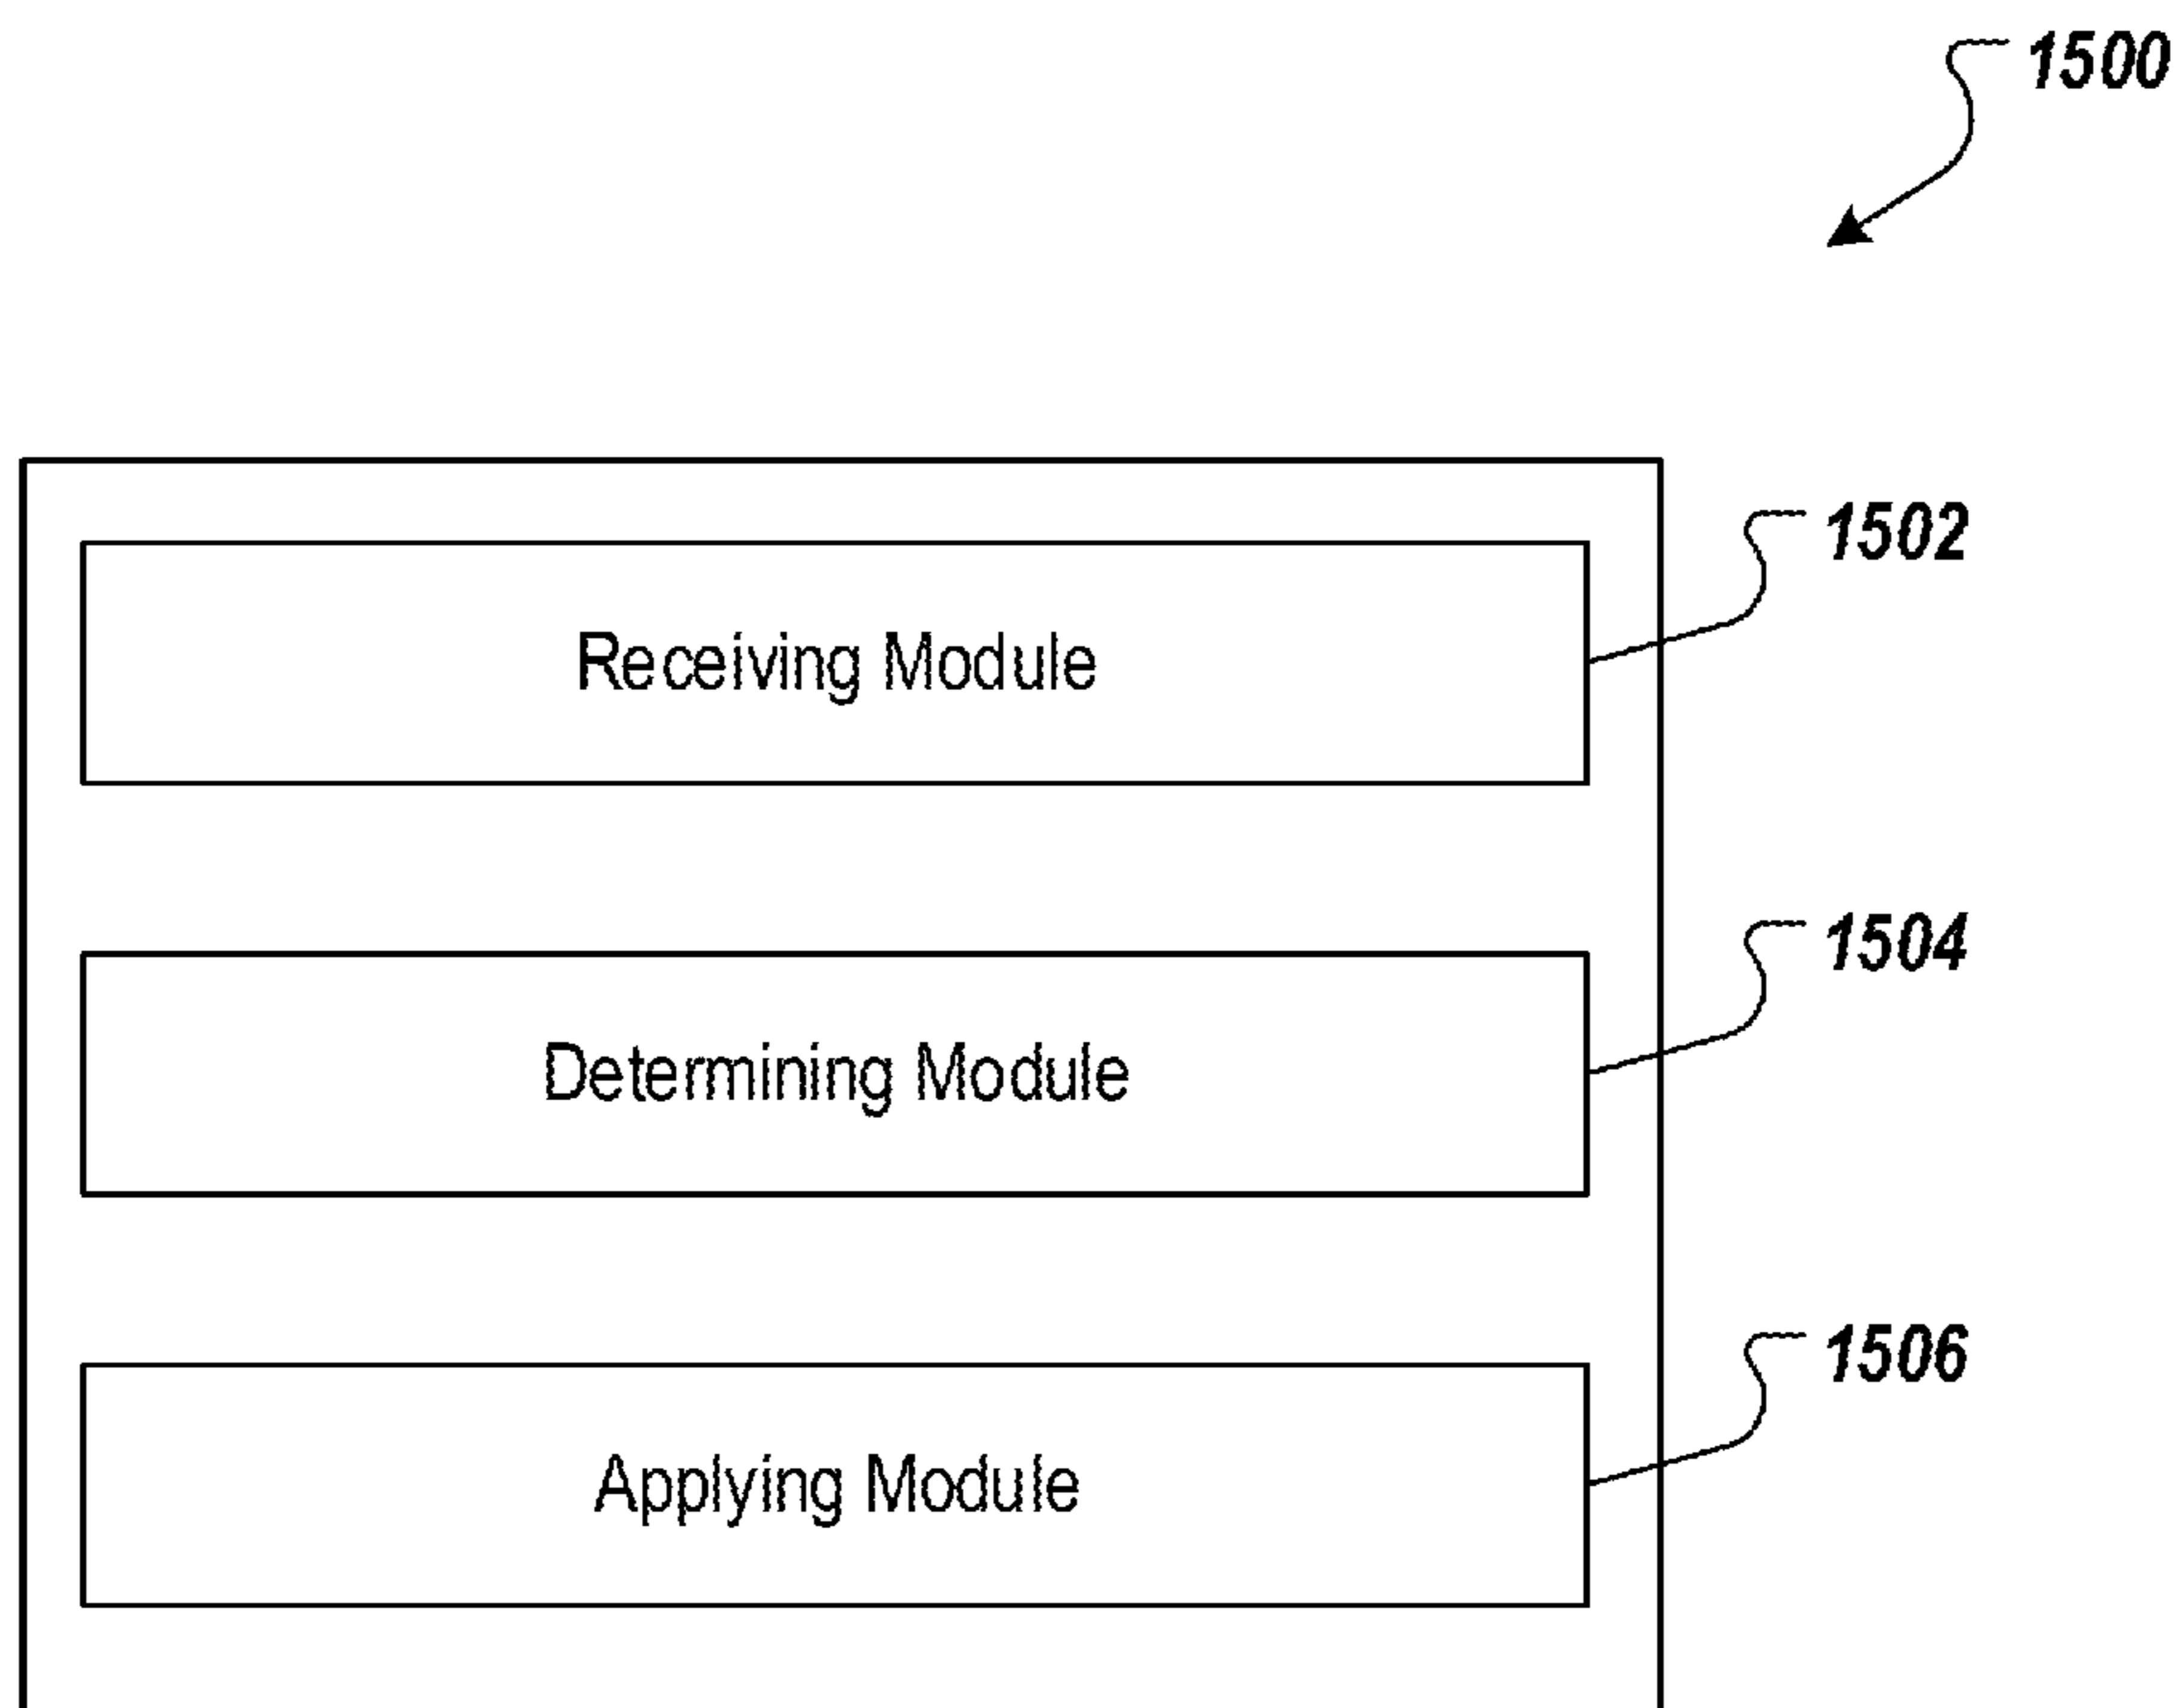 1500
1502
Receiving Module
1504
Determining Module
1506
Applying Module